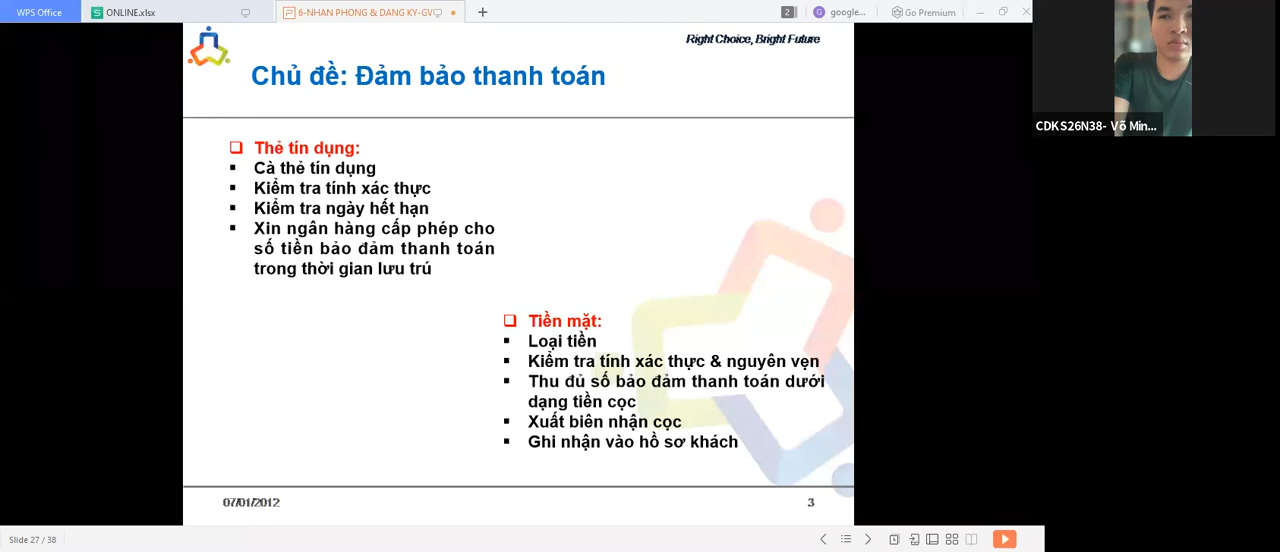 WPS Office
ONLINE.xlsx
6-NHAN PHONG & DANG KY-GV
2
G
google...
Go Premium
Right Choice, Bright Future
Chủ đề: Đảm bảo thanh toán
CDKS26N38- Võ Min...
Thẻ tín dụng:
Cà thẻ tín dụng
Kiểm tra tính xác thực
Kiểm tra ngày hết hạn
Xin ngân hàng cấp phép cho
số tiền bảo đảm thanh toán
trong thời gian lưu trú
Tiền mặt:
Loại tiền
Kiểm tra tính xác thực & nguyên vẹn
Thu đủ số bảo đảm thanh toán dưới
dạng tiền cọc
Xuất biên nhận cọc
Ghi nhận vào hồ sơ khách
07/01/2012
3
Slide 27 / 38